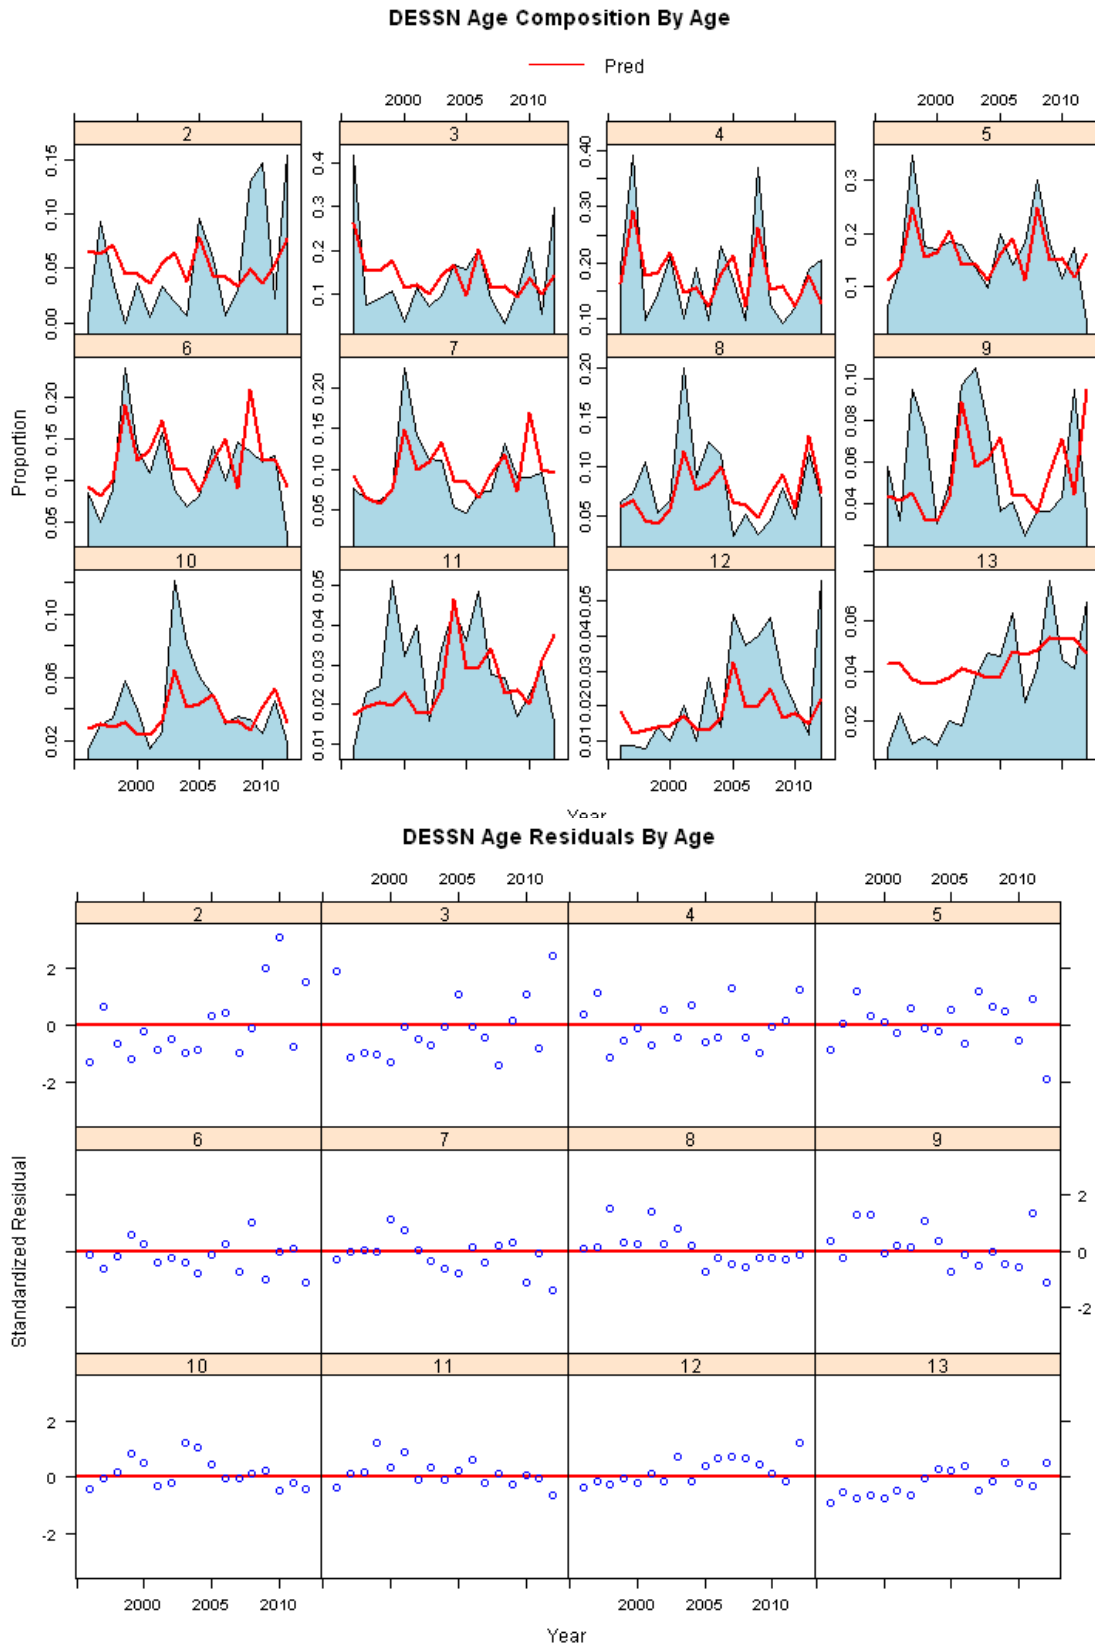 DESSN Age Composition By Age
Pred
2000 2005 2010 2000 2005 2010
2 3 4 5
0.00 0.05 0.10 0.15
0.1 0.2 0.3 0.4
0.10 0.20 0.30 0.40
0.1 0.2 0.3
6 7 8 9
0.05 0.10 0.15 0.20
0.05 0.10 0.15 0.20
0.05 0.10 0.15 0.20
0.04 0.06 0.08 0.10
Proportion
10 11 12 13
0.02 0.06 0.10
0.01 0.02 0.03 0.04 0.05
0.01 0.02 0.03 0.04 0.05
0.02 0.04 0.06
2000 2005 2010 2000 2005 2010
Year
DESSN Age Residuals By Age
2000 2005 2010 2000 2005 2010
2 3 4 5
2
0
-2
6 7 8 9
2
0
-2
Standardized Residual
10 11 12 13
2
0
-2
2000 2005 2010 2000 2005 2010
Year